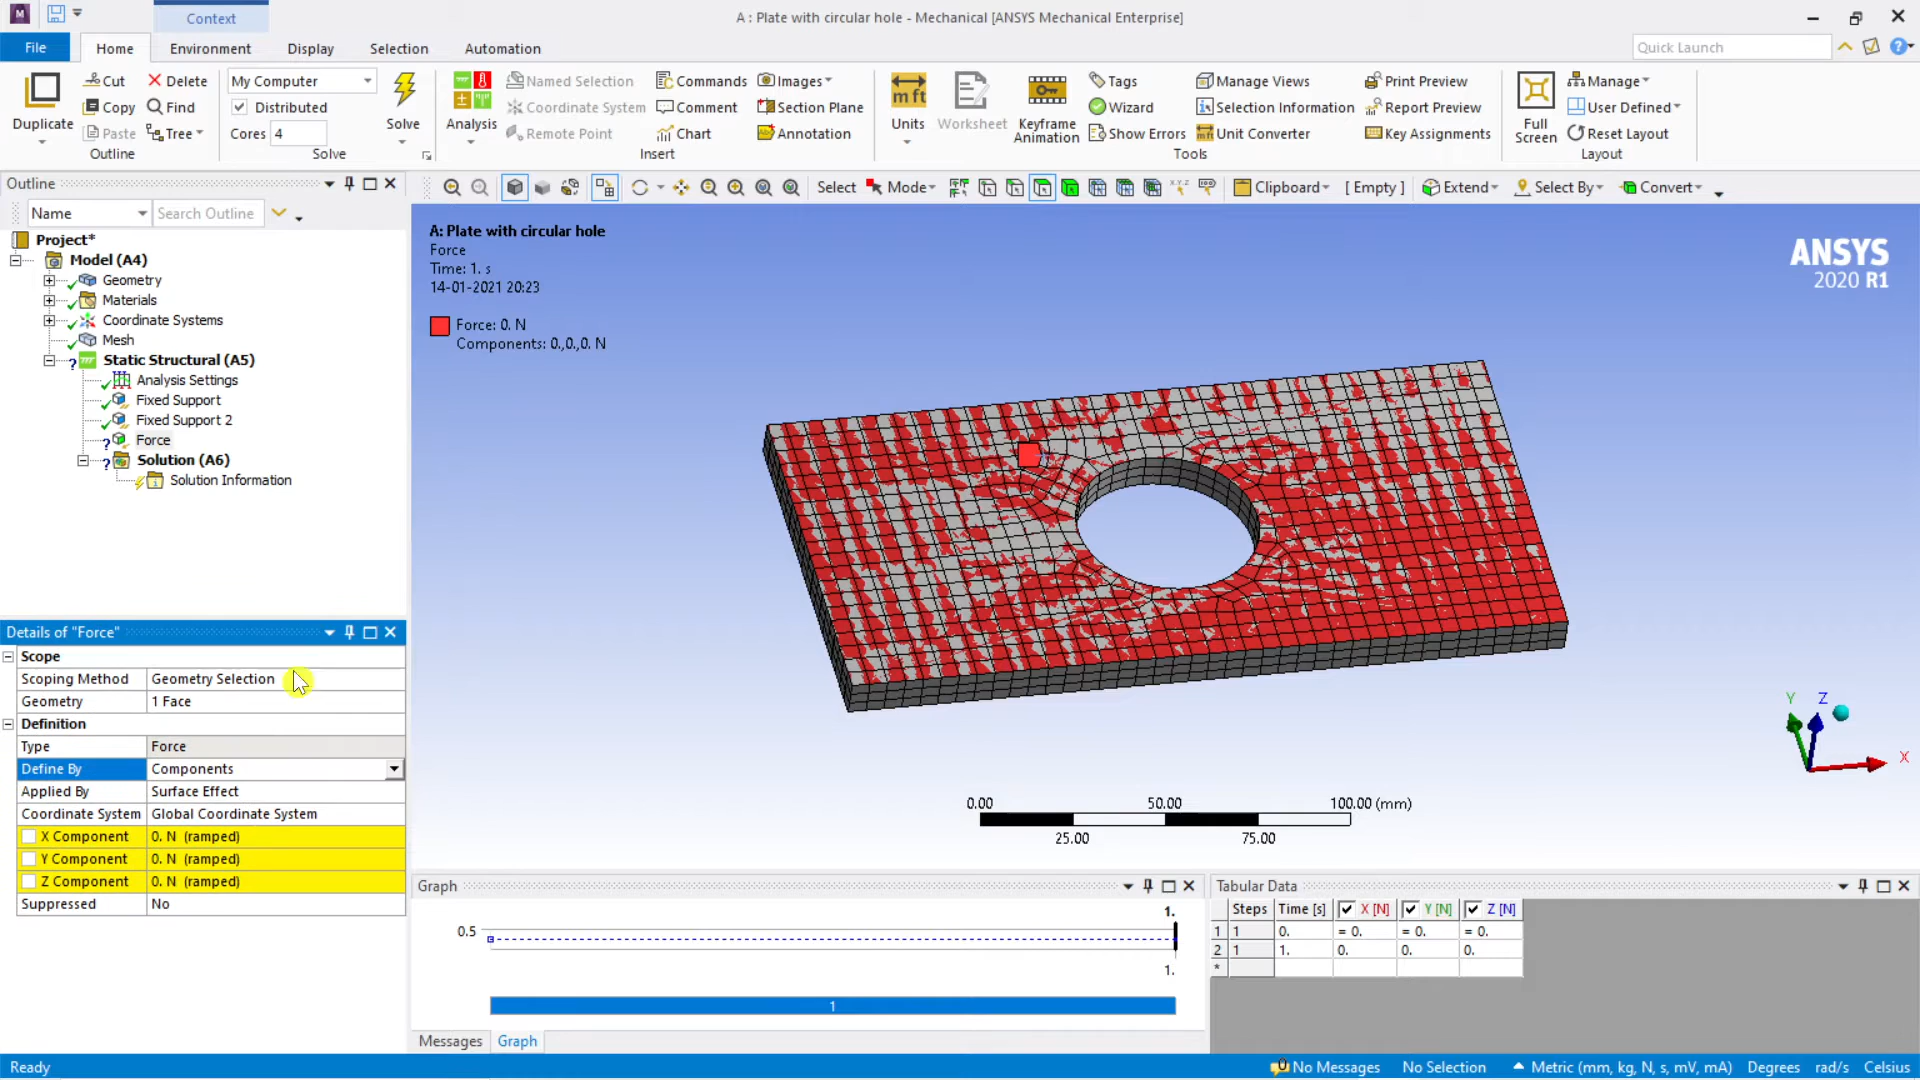 Context
A : Plate with circular hole - Mechanical [ANSYS Mechanical Enterprise]
File Home Environment Display Selection Automation
Quick Launch
Duplicate
Cut
Copy
Paste
Delete
Find
Tree
Outline
My Computer
Distributed
Cores 4
Solve
Solve
Analysis
Named Selection
Coordinate System
Remote Point
Commands
Comment
Chart
Images
Section Plane
Annotation
Insert
mft
Units
Worksheet
Keyframe
Animation
Tags
Wizard
Show Errors
Manage Views
Selection Information
Unit Converter
Print Preview
Report Preview
Key Assignments
Tools
Full
Screen
Manage
User Defined
Reset Layout
Layout
Outline
Select Mode Clipboard [ Empty ] Extend Select By Convert
Name Search Outline
Project*
Model (A4)
Geometry
Materials
Coordinate Systems
Mesh
Static Structural (A5)
Analysis Settings
Fixed Support
Fixed Support 2
Force
Solution (A6)
Solution Information
A: Plate with circular hole
Force
Time: 1. s
14-01-2021 20:23
Force: 0. N
Components: 0.,0.,0. N
ANSYS
2020 R1
Y Z
X
0.00 50.00 100.00 (mm)
25.00 75.00
Details of "Force"
Scope
Scoping Method Geometry Selection
Geometry 1 Face
Definition
Type Force
Define By Components
Applied By Surface Effect
Coordinate System Global Coordinate System
X Component 0. N (ramped)
Y Component 0. N (ramped)
Z Component 0. N (ramped)
Suppressed No
Graph
1.
0.5
1.
1
Messages Graph
Tabular Data
Steps Time [s] X [N] Y [N] Z [N]
1 1 0. = 0. = 0. = 0.
2 1 1. 0. 0. 0.
*
Ready
No Messages No Selection Metric (mm, kg, N, s, mV, mA) Degrees rad/s Celsius